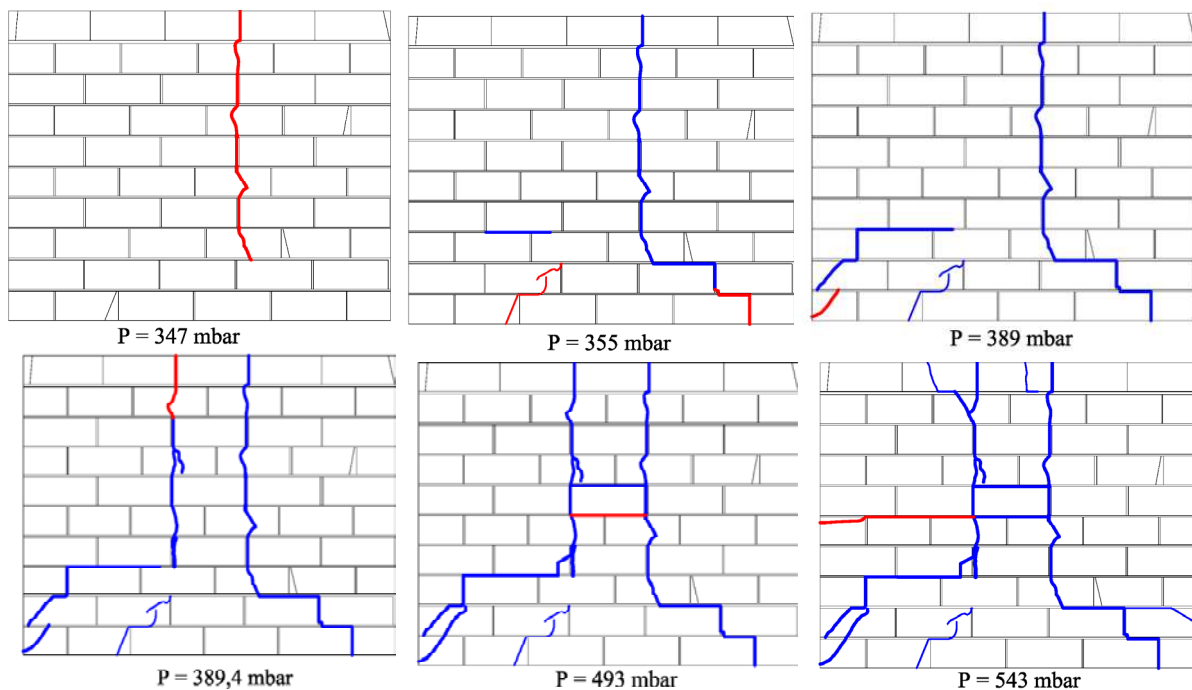 P = 347 mbar
P = 355 mbar
P = 389 mbar
P = 389,4 mbar
P = 493 mbar
P = 543 mbar